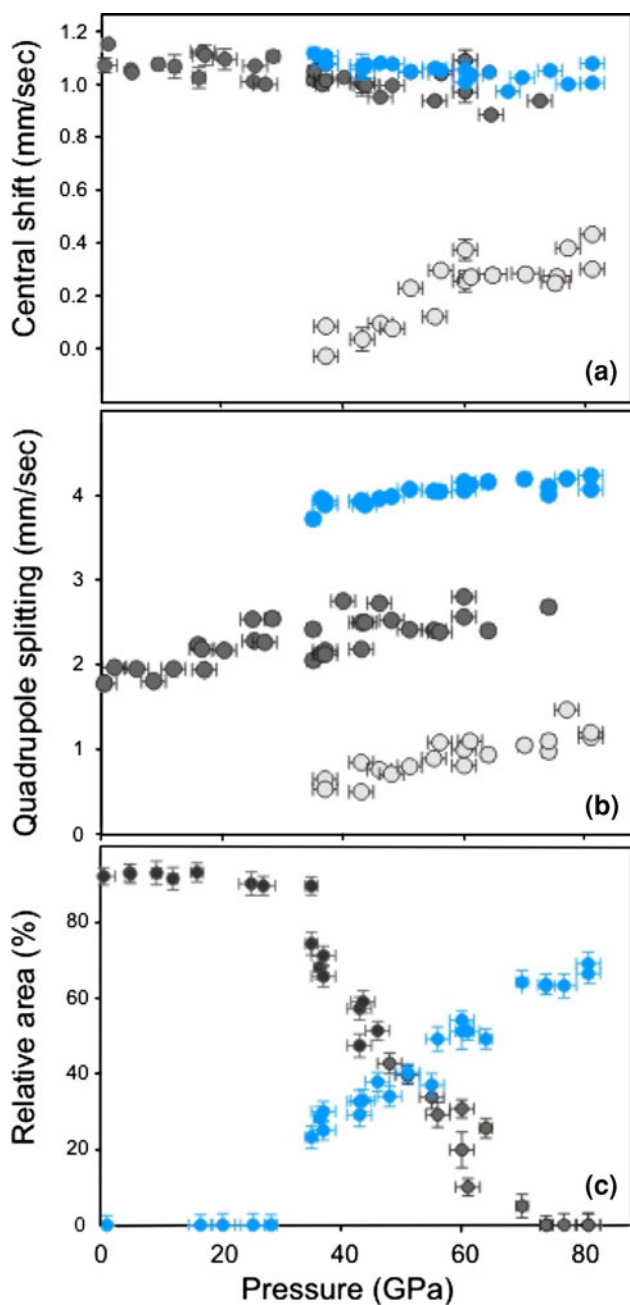 1.2
1.0
0.8
0.6
0.4
0.2
0.0
Central shift (mm/sec)
(a)
4
3
2
1
0
Quadrupole splitting (mm/sec)
(b)
80
60
40
20
0
Relative area (%)
(c)
0 20 40 60 80
Pressure (GPa)